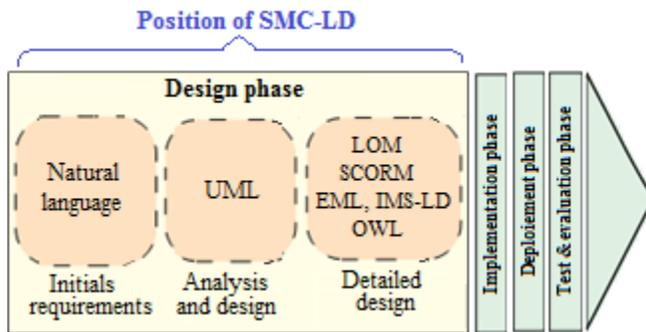 Position of SMC-LD
Design phase
Natural
language
UML
LOM
SCORM
EML, IMS-LD
OWL
Initials
requirements
Analysis
and design
Detailed
design
Implementation phase
Deploiement phase
Test & evaluation phase